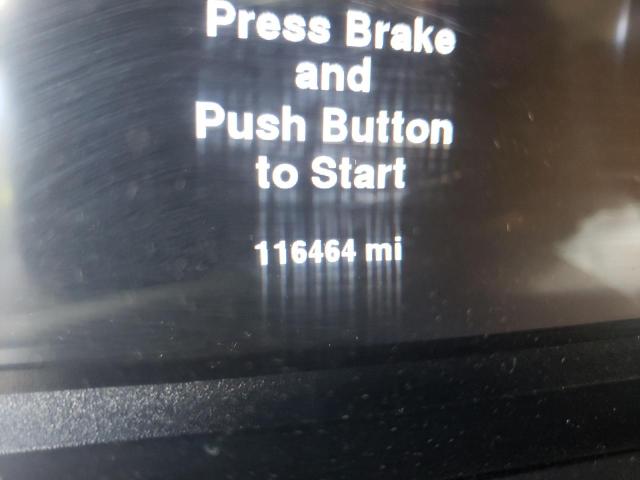 Press Brake
and
Push Button
to Start
116464 mi